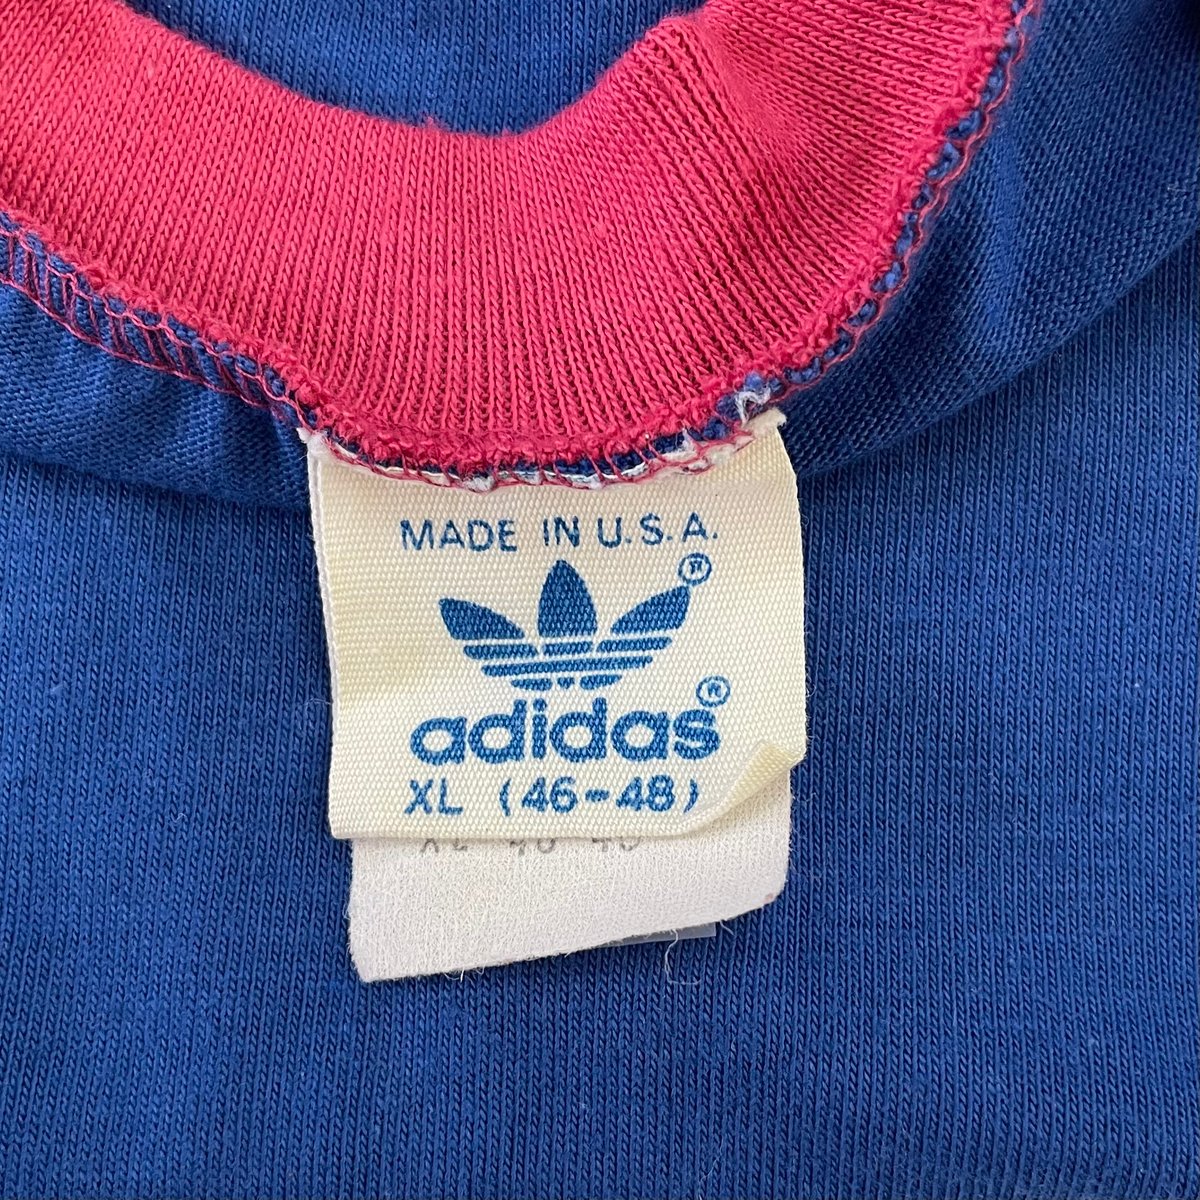 MADE IN U.S.A.
®
adidas®
XL (46-48)